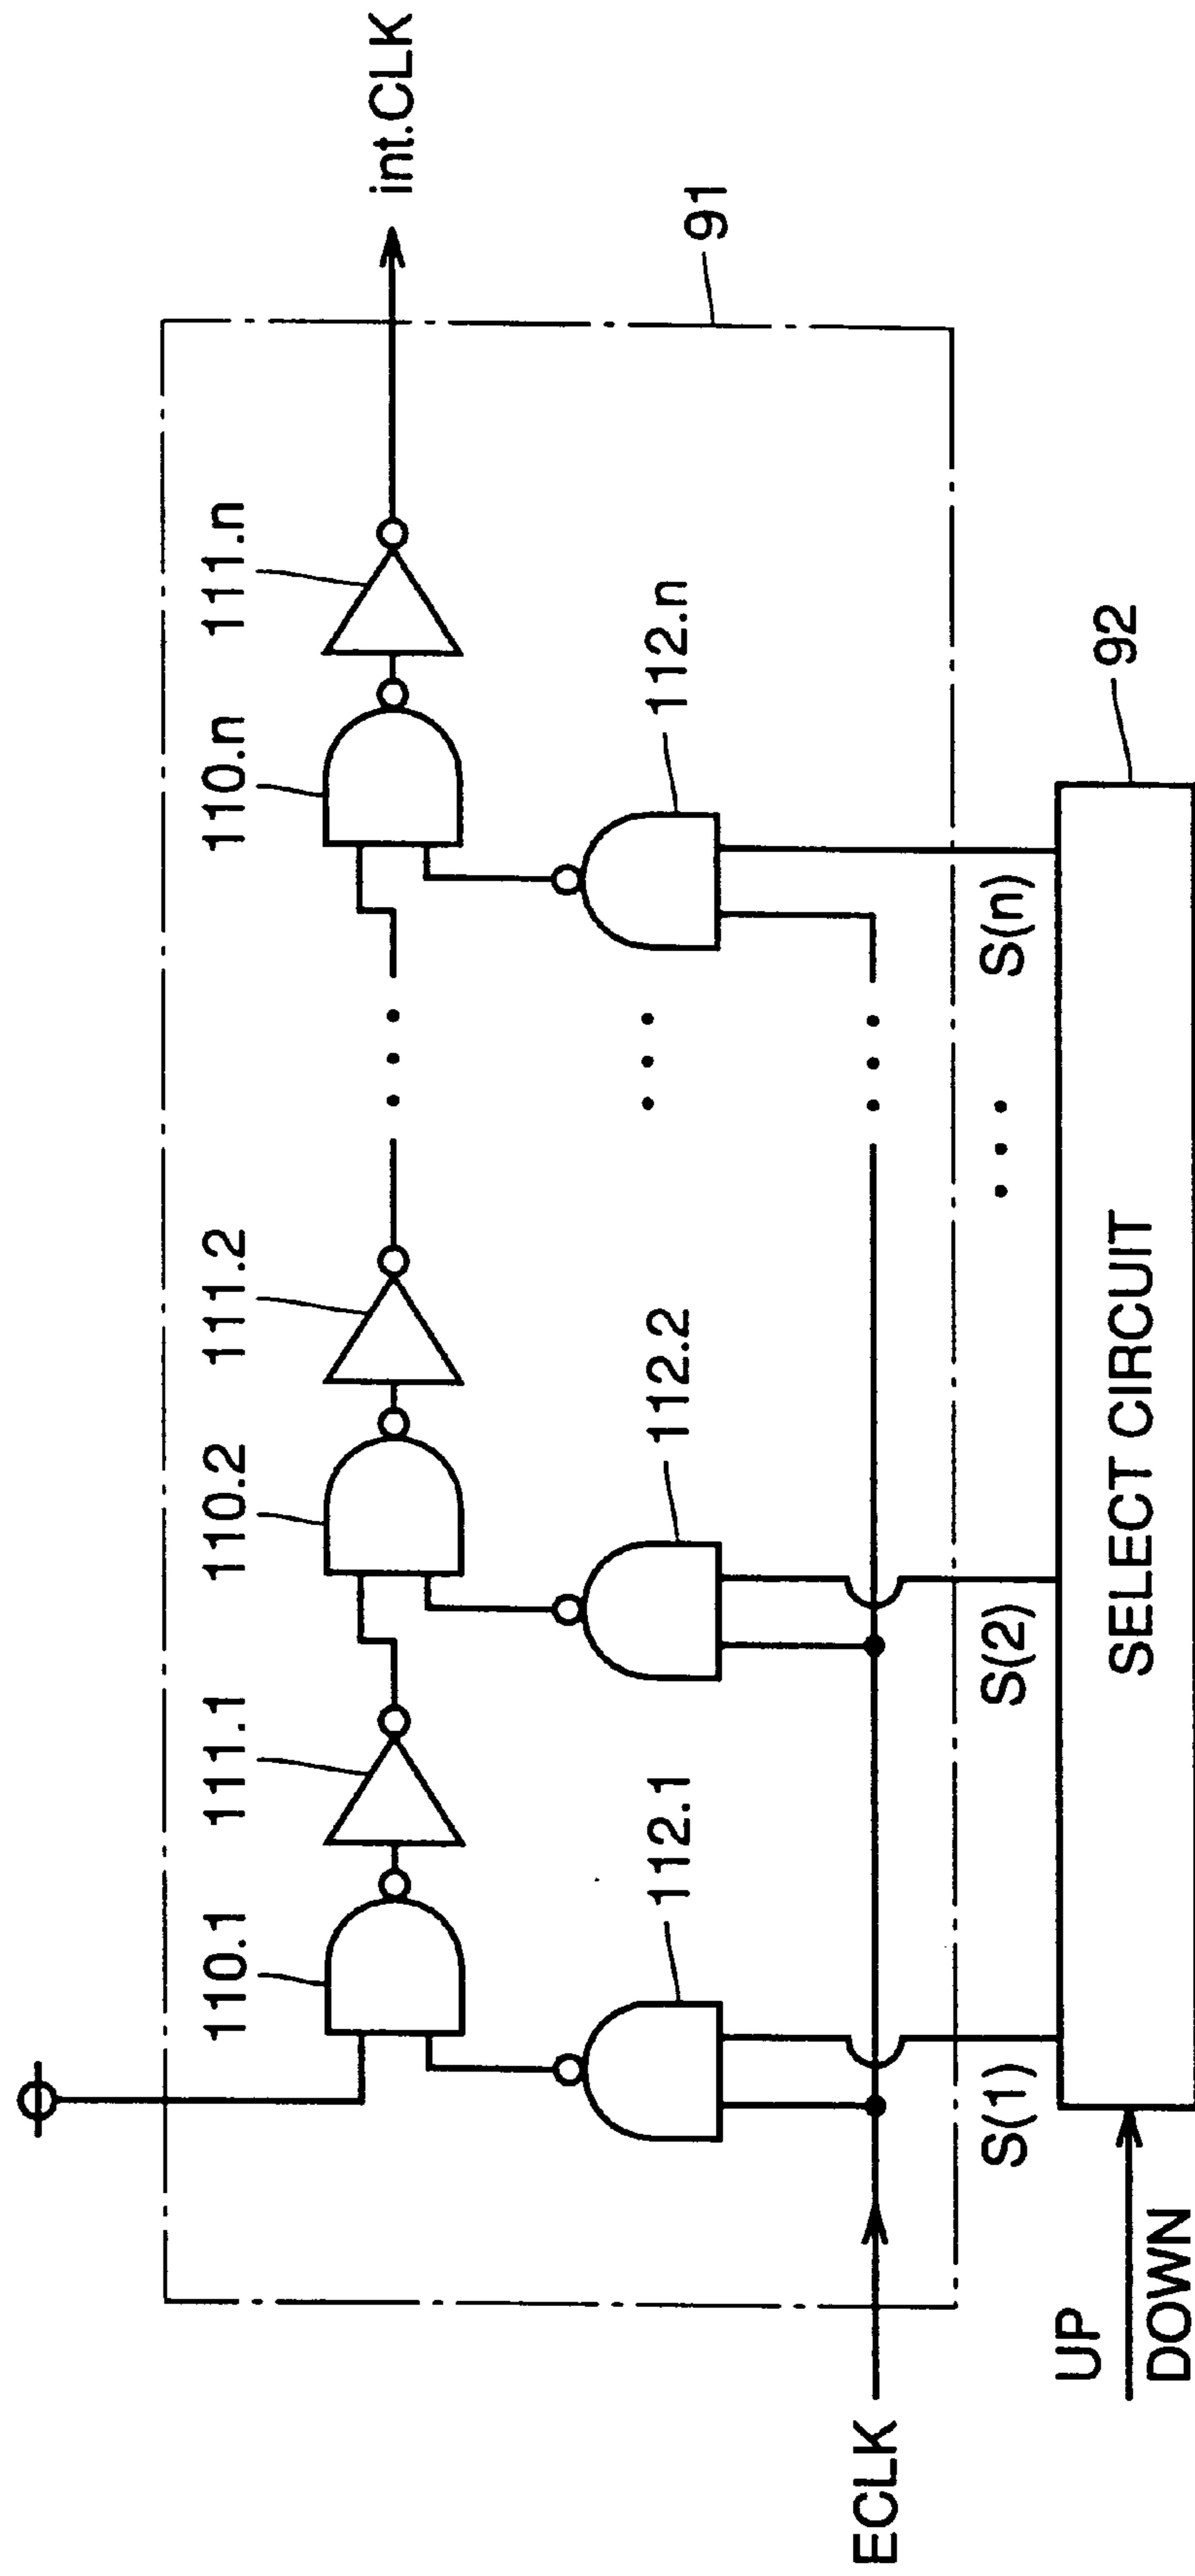 int.CLK
91
110.1
111.1
110.2
111.2
110.n
111.n
112.1
112.2
112.n
ECLK
S(1)
S(2)
S(n)
UP
DOWN
SELECT CIRCUIT
92